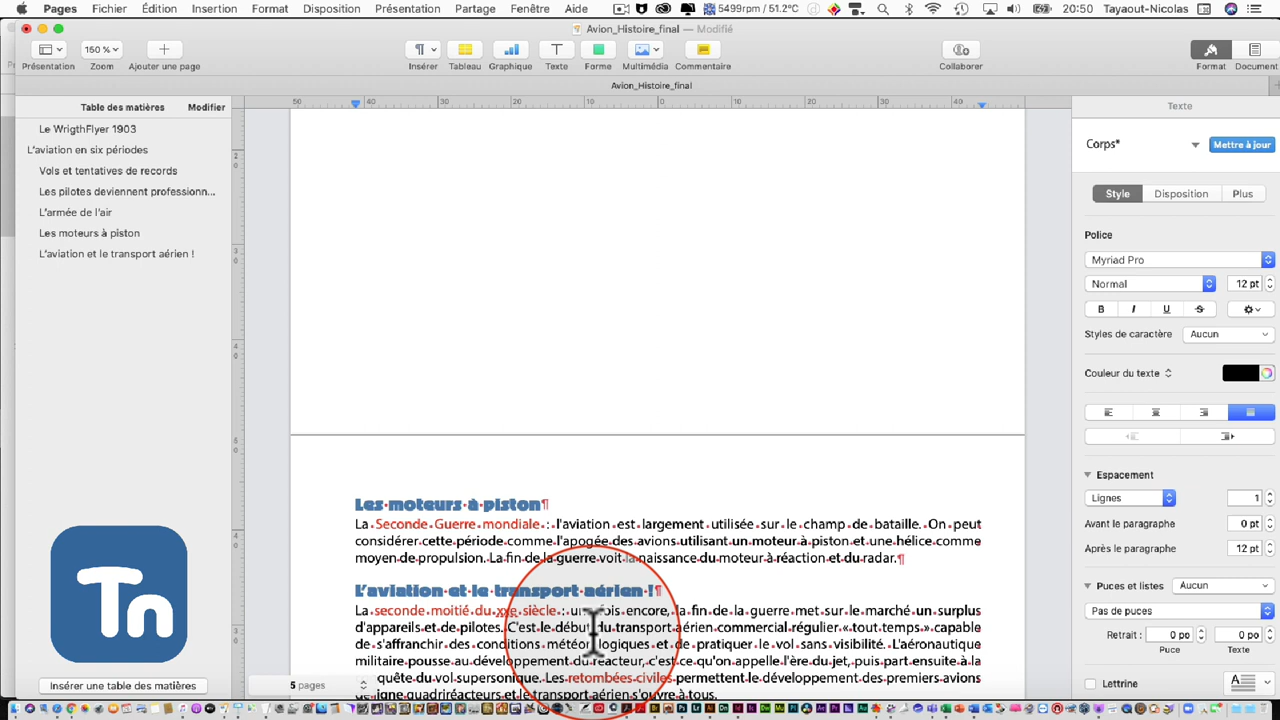 Pages Fichier Édition Insertion Format Disposition Présentation Partage Fenêtre Aide 5499rpm / 51.2°C 20:50 Tayaout-Nicolas
Avion_Histoire_final — Modifié
150 %
Présentation Zoom Ajouter une page Insérer Tableau Graphique Texte Forme Multimédia Commentaire Collaborer Format Document
Avion_Histoire_final
Table des matières Modifier
Le WrigthFlyer 1903
L'aviation en six périodes
Vols et tentatives de records
Les pilotes deviennent professionn...
L'armée de l'air
Les moteurs à piston
L'aviation et le transport aérien !
Tn
Insérer une table des matières
50 40 30 20 10 0 10 20 30 40
Les moteurs à piston¶
La Seconde Guerre mondiale : l'aviation est largement utilisée sur le champ de bataille. On peut
considérer cette période comme l'apogée des avions utilisant un moteur à piston et une hélice comme
moyen de propulsion. La fin de la guerre voit la naissance du moteur à réaction et du radar.¶
L'aviation et le transport aérien !¶
La seconde moitié du xxe siècle : une fois encore, la fin de la guerre met sur le marché un surplus
d'appareils et de pilotes. C'est le début du transport aérien commercial régulier « tout temps » capable
de s'affranchir des conditions météorologiques et de pratiquer le vol sans visibilité. L'aéronautique
militaire pousse au développement du réacteur, c'est ce qu'on appelle l'ère du jet, puis part ensuite à la
quête du vol supersonique. Les retombées civiles permettent le développement des premiers avions
de ligne quadriréacteurs et le transport aérien s'ouvre à tous.
5 pages
Texte
Corps* Mettre à jour
Style Disposition Plus
Police
Myriad Pro
Normal 12 pt
B I U S
Styles de caractère Aucun
Couleur du texte
Espacement
Lignes 1
Avant le paragraphe 0 pt
Après le paragraphe 12 pt
Puces et listes Aucun
Pas de puces
Retrait : 0 po 0 po
Puce Texte
Lettrine